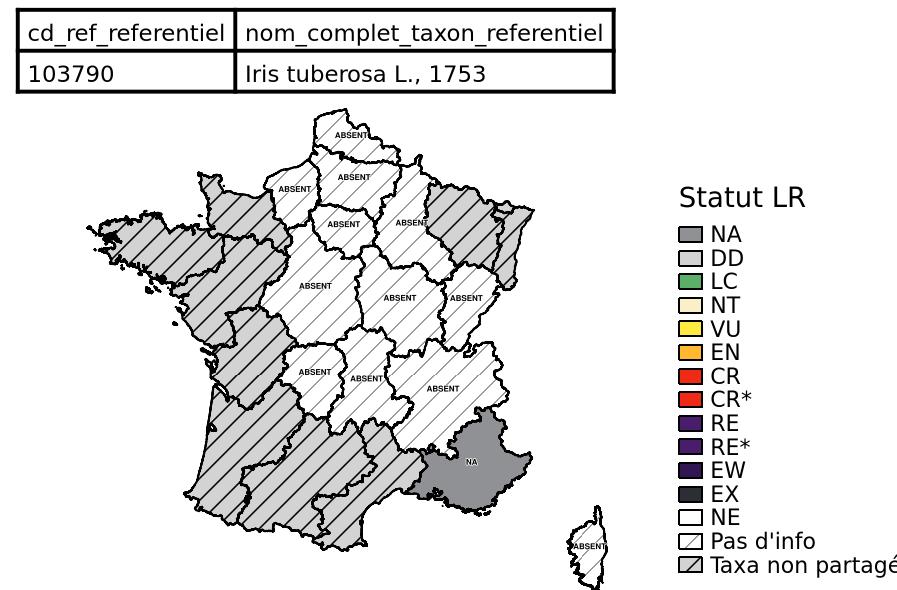 cd_ref_referentiel nom_complet_taxon_referentiel
103790 Iris tuberosa L., 1753
ABSENT
ABSENT
ABSENT
ABSENT
ABSENT
ABSENT
ABSENT
ABSENT
ABSENT
ABSENT
ABSENT
NA
ABSENT
Statut LR
NA
DD
LC
NT
VU
EN
CR
CR*
RE
RE*
EW
EX
NE
Pas d'info
Taxa non partagé